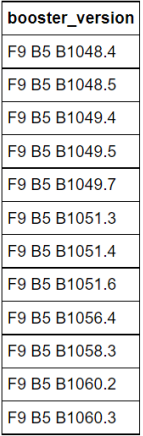 booster_version
F9 B5 B1048.4
F9 B5 B1048.5
F9 B5 B1049.4
F9 B5 B1049.5
F9 B5 B1049.7
F9 B5 B1051.3
F9 B5 B1051.4
F9 B5 B1051.6
F9 B5 B1056.4
F9 B5 B1058.3
F9 B5 B1060.2
F9 B5 B1060.3